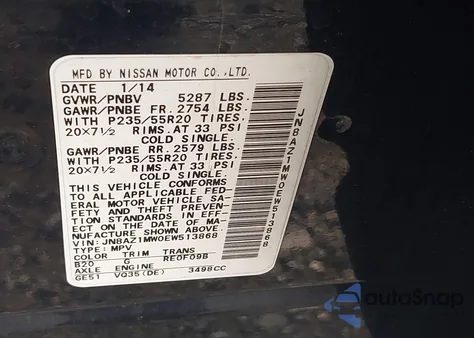 MFD BY NISSAN MOTOR CO.,LTD.
DATE 1/14
GVWR/PNBV 5287 LBS.
GAWR/PNBE FR. 2754 LBS.
WITH P235/55R20 TIRES.
20×7½ RIMS. AT 33 PSI
COLD SINGLE.
GAWR/PNBE RR. 2579 LBS.
WITH P235/55R20 TIRES.
20×7½ RIMS. AT 33 PSI
COLD SINGLE.
THIS VEHICLE CONFORMS
TO ALL APPLICABLE FED-
ERAL MOTOR VEHICLE SA-
FETY AND THEFT PREVEN-
TION STANDARDS IN EFF-
ECT ON THE DATE OF MA-
NUFACTURE SHOWN ABOVE.
VIN: JN8AZ1MW0EW513868
TYPE: MPV
COLOR TRIM TRANS
B20 G RE0F09B
AXLE ENGINE
GE51 VQ35(DE) 3498CC
JN8AZ1MW0EW513868
autoSnap